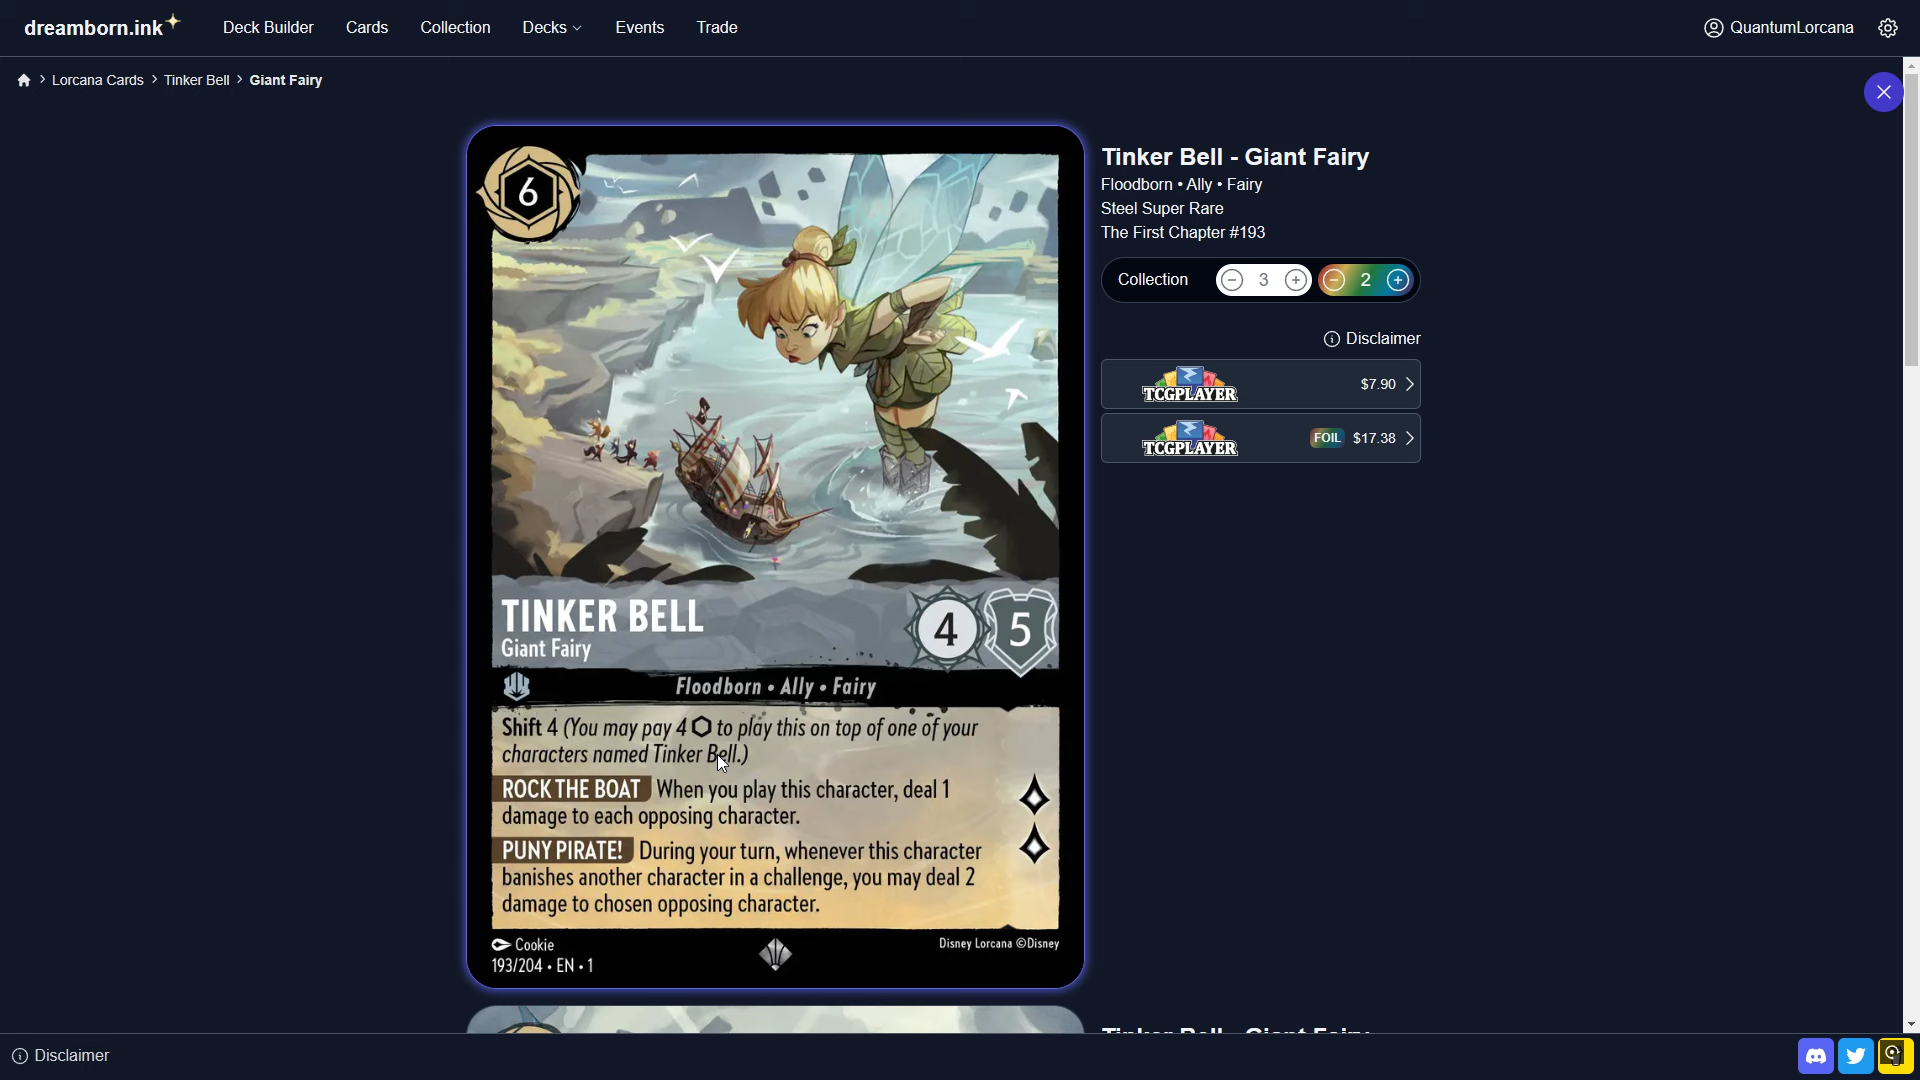 dreamborn.ink
Deck Builder
Cards
Collection
Decks
Events
Trade
QuantumLorcana
Lorcana Cards
Tinker Bell
Giant Fairy
6
TINKER BELL
Giant Fairy
4
5
Floodborn • Ally • Fairy
Shift 4 (You may pay 4 to play this on top of one of your
characters named Tinker Bell.)
ROCK THE BOAT When you play this character, deal 1
damage to each opposing character.
PUNY PIRATE! During your turn, whenever this character
banishes another character in a challenge, you may deal 2
damage to chosen opposing character.
Cookie
Disney Lorcana ©Disney
193/204 • EN • 1
Tinker Bell - Giant Fairy
Floodborn • Ally • Fairy
Steel Super Rare
The First Chapter #193
Collection
3
2
Disclaimer
TCGPLAYER
$7.90
TCGPLAYER
FOIL $17.38
Tinker Bell - Giant Fairy
Disclaimer